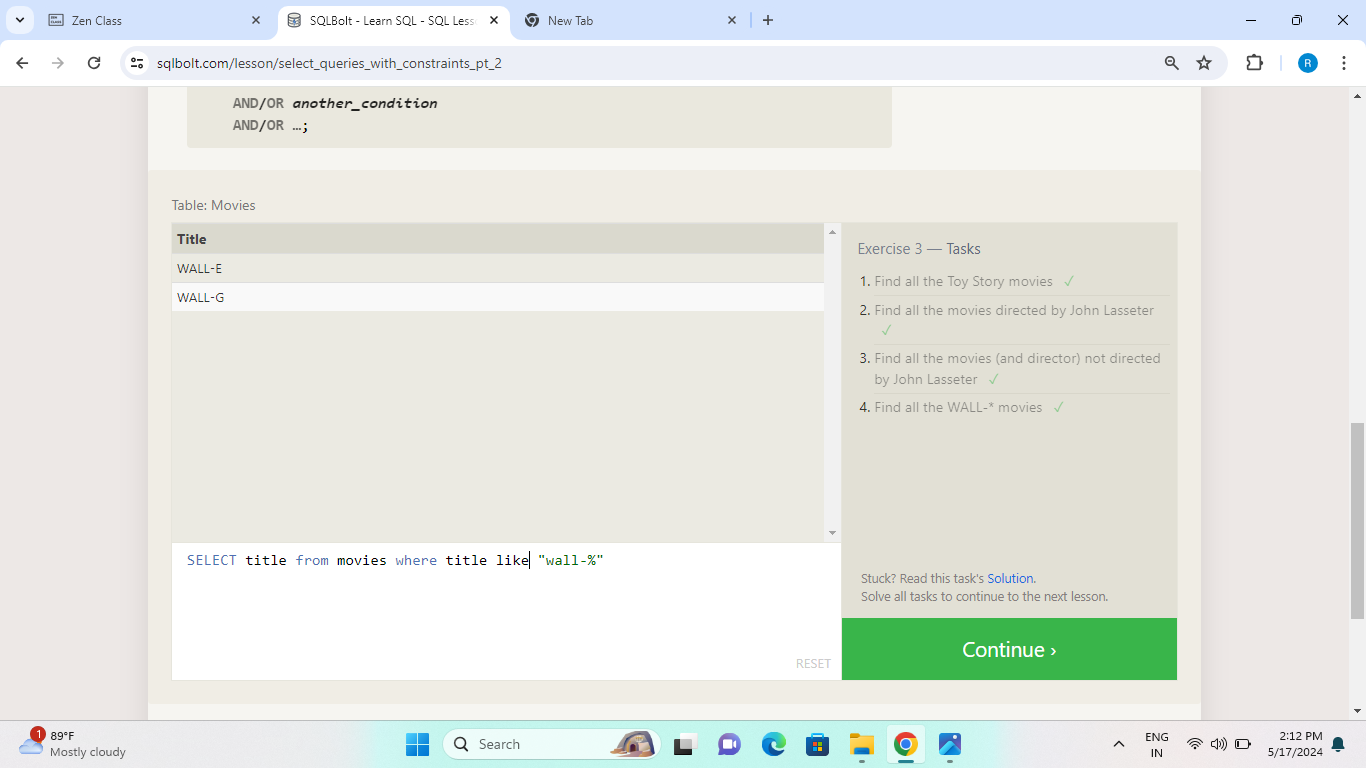 Zen Class
SQLBolt - Learn SQL - SQL Less
New Tab
sqlbolt.com/lesson/select_queries_with_constraints_pt_2
R
AND/OR another_condition
AND/OR …;
Table: Movies
Title
WALL-E
WALL-G
SELECT title from movies where title like "wall-%"
RESET
Exercise 3 — Tasks
1. Find all the Toy Story movies ✓
2. Find all the movies directed by John Lasseter
✓
3. Find all the movies (and director) not directed
by John Lasseter ✓
4. Find all the WALL-* movies ✓
Stuck? Read this task's Solution.
Solve all tasks to continue to the next lesson.
Continue ›
1
89°F
Mostly cloudy
Search
ENG
IN
2:12 PM
5/17/2024